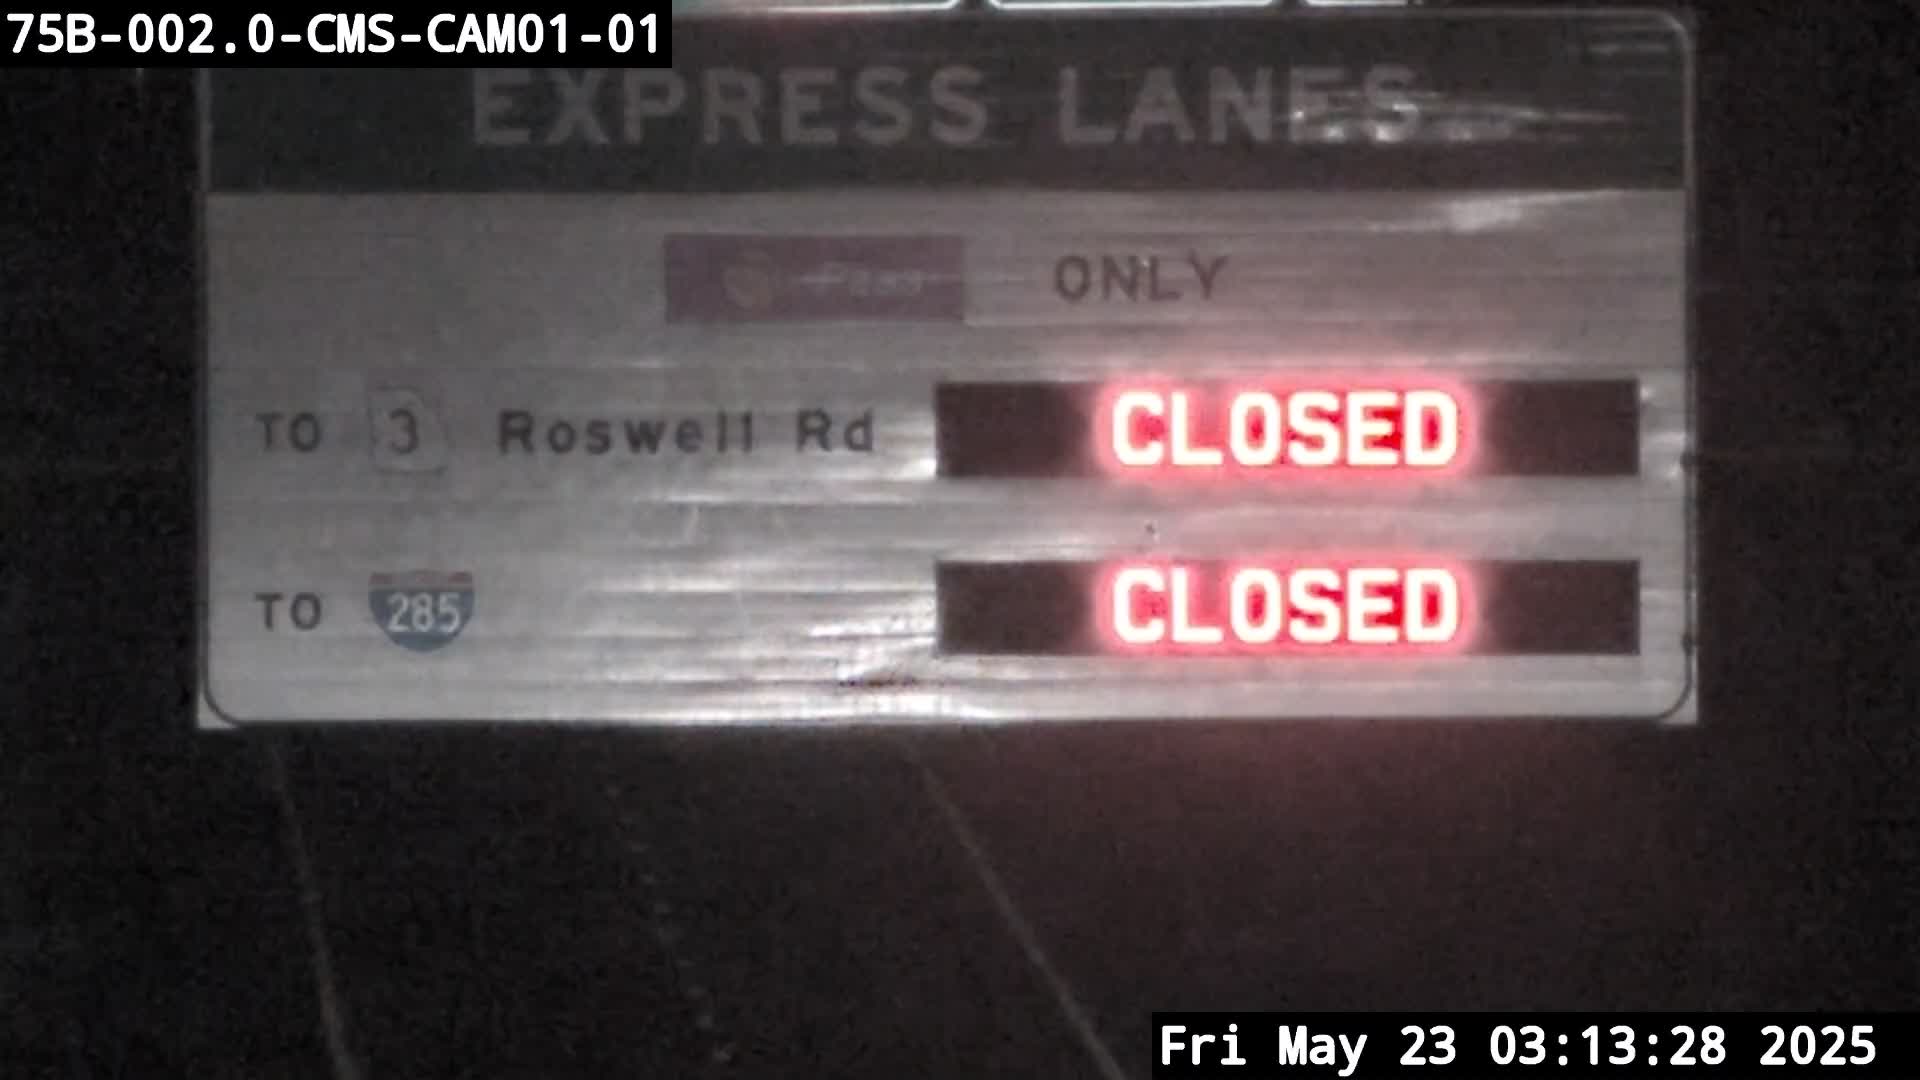 75B-002.0-CMS-CAM01-01
EXPRESS LANES
Pass ONLY
TO 3 Roswell Rd CLOSED
TO 285 CLOSED
Fri May 23 03:13:28 2025